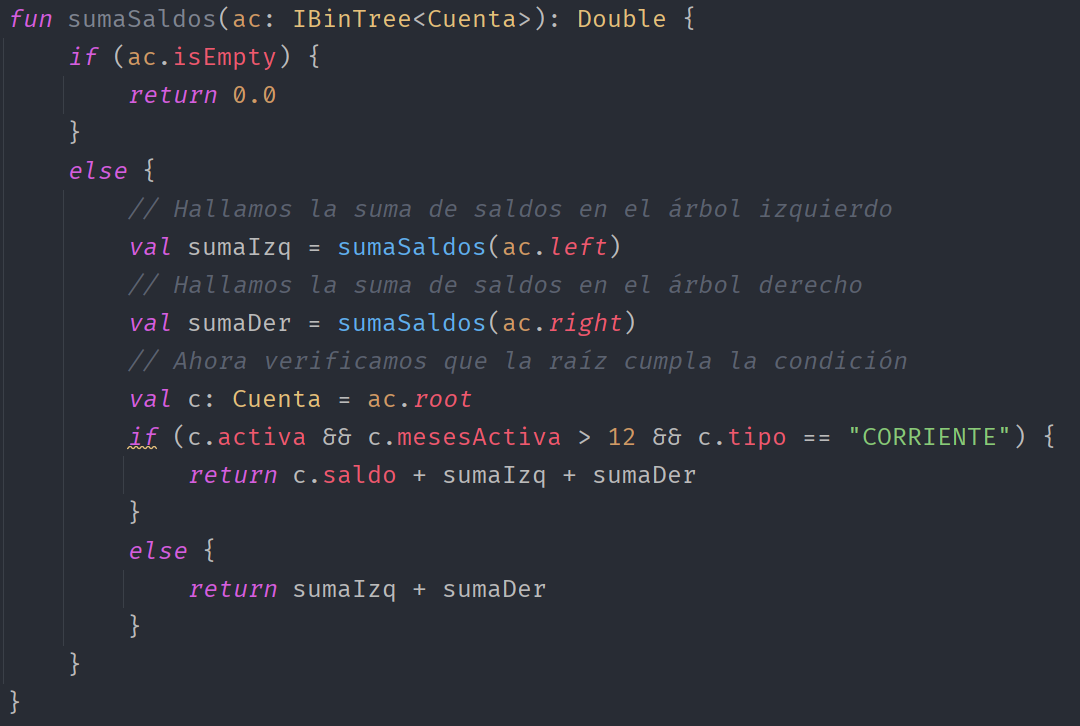 fun sumaSaldos(ac: IBinTree<Cuenta>): Double {
    if (ac.isEmpty) {
        return 0.0
    }
    else {
        // Hallamos la suma de saldos en el árbol izquierdo
        val sumaIzq = sumaSaldos(ac.left)
        // Hallamos la suma de saldos en el árbol derecho
        val sumaDer = sumaSaldos(ac.right)
        // Ahora verificamos que la raíz cumpla la condición
        val c: Cuenta = ac.root
        if (c.activa && c.mesesActiva > 12 && c.tipo == "CORRIENTE") {
            return c.saldo + sumaIzq + sumaDer
        }
        else {
            return sumaIzq + sumaDer
        }
    }
}